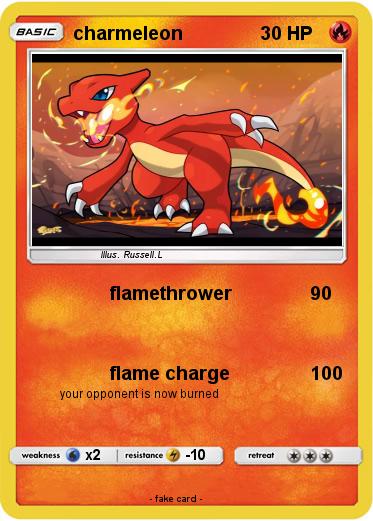 BASIC charmeleon 30 HP
Illus. Russell.L
flamethrower 90
flame charge 100
your opponent is now burned
weakness x2 resistance -10 retreat
- fake card -